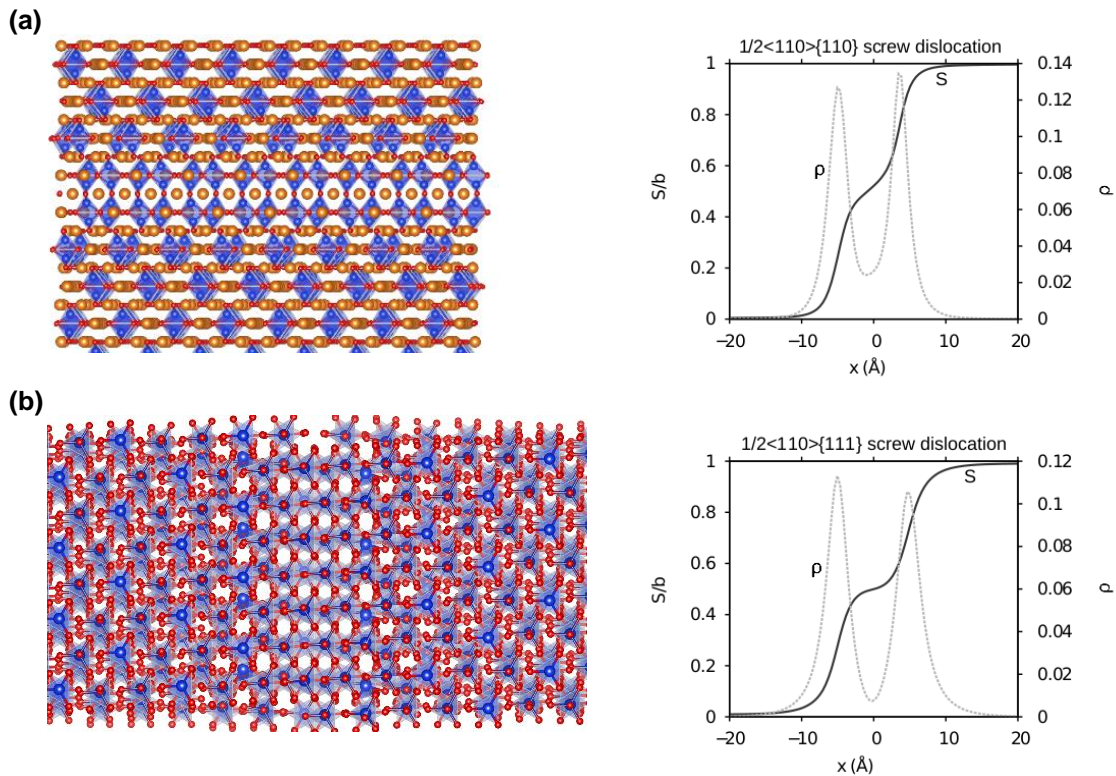 (a)
1/2<110>{110} screw dislocation
1
0.8
0.6
0.4
0.2
0
S/b
0.14
0.12
0.1
0.08
0.06
0.04
0.02
0
ρ
S
ρ
−20 −10 0 10 20
x (Å)
(b)
1/2<110>{111} screw dislocation
1
0.8
0.6
0.4
0.2
0
S/b
0.12
0.1
0.08
0.06
0.04
0.02
0
ρ
S
ρ
−20 −10 0 10 20
x (Å)